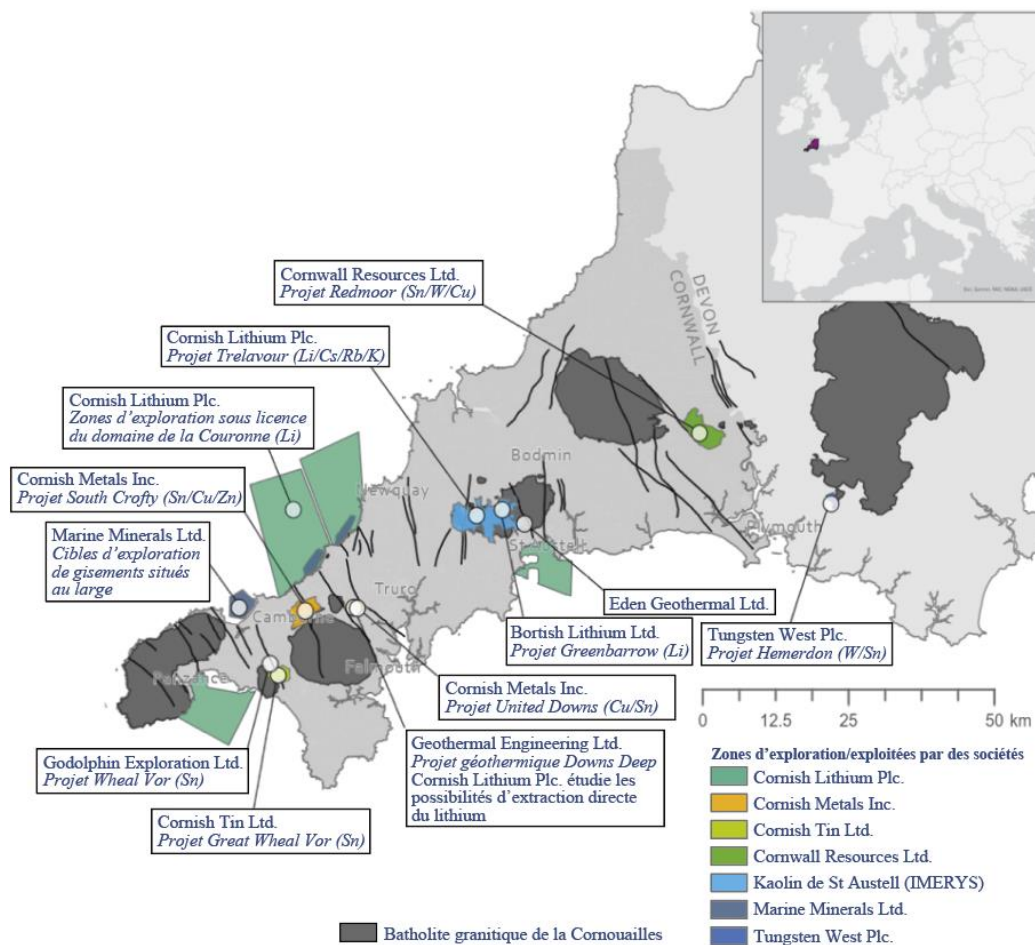 Cornwall Resources Ltd.
Projet Redmoor (Sn/W/Cu)
DEVON
CORNWALL
Cornish Lithium Plc.
Projet Trelavour (Li/Cs/Rb/K)
Cornish Lithium Plc.
Zones d’exploration sous licence
du domaine de la Couronne (Li)
Bodmin
Cornish Metals Inc.
Projet South Crofty (Sn/Cu/Zn)
Newquay
Marine Minerals Ltd.
Cibles d’exploration
de gisements situés
au large
Plymouth
St Austell
Truro
Camborne
Eden Geothermal Ltd.
Bortish Lithium Ltd.
Projet Greenbarrow (Li)
Tungsten West Plc.
Projet Hemerdon (W/Sn)
Falmouth
Penzance
Cornish Metals Inc.
Projet United Downs (Cu/Sn)
0 12.5 25 50 km
Godolphin Exploration Ltd.
Projet Wheal Vor (Sn)
Geothermal Engineering Ltd.
Projet géothermique Downs Deep
Cornish Lithium Plc. étudie les
possibilités d’extraction directe
du lithium
Cornish Tin Ltd.
Projet Great Wheal Vor (Sn)
Zones d’exploration/exploitées par des sociétés
Cornish Lithium Plc.
Cornish Metals Inc.
Cornish Tin Ltd.
Cornwall Resources Ltd.
Kaolin de St Austell (IMERYS)
Marine Minerals Ltd.
Tungsten West Plc.
Batholite granitique de la Cornouailles